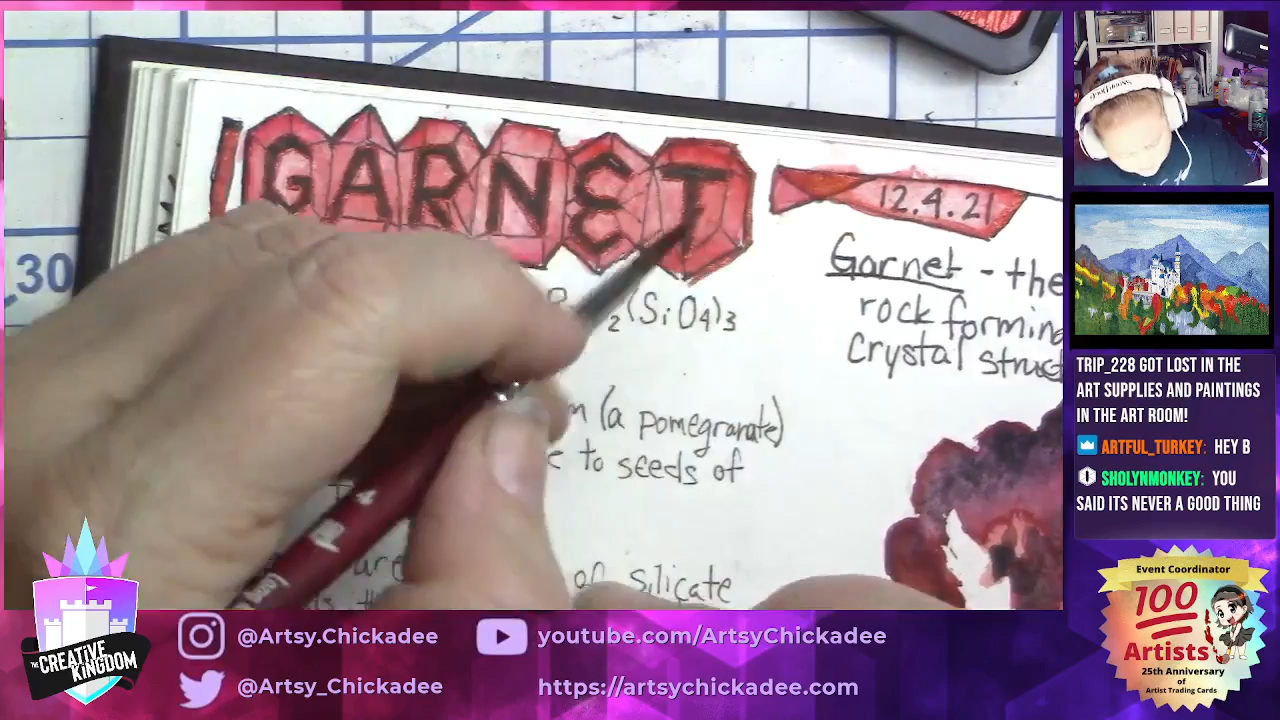 GARNET
12.4.21
30
Garnet - the
rock forming
Crystal struc
2(SiO4)3
(a pomegranate)
to seeds of
of silicate
TRIP_228 GOT LOST IN THE
ART SUPPLIES AND PAINTINGS
IN THE ART ROOM!
ARTFUL_TURKEY: HEY B
SHOLYNMONKEY: YOU
SAID ITS NEVER A GOOD THING
THE CREATIVE
KINGDOM
@Artsy.Chickadee
youtube.com/ArtsyChickadee
@Artsy_Chickadee
https://artsychickadee.com
Event Coordinator
100
Artists
25th Anniversary
of
Artist Trading Cards